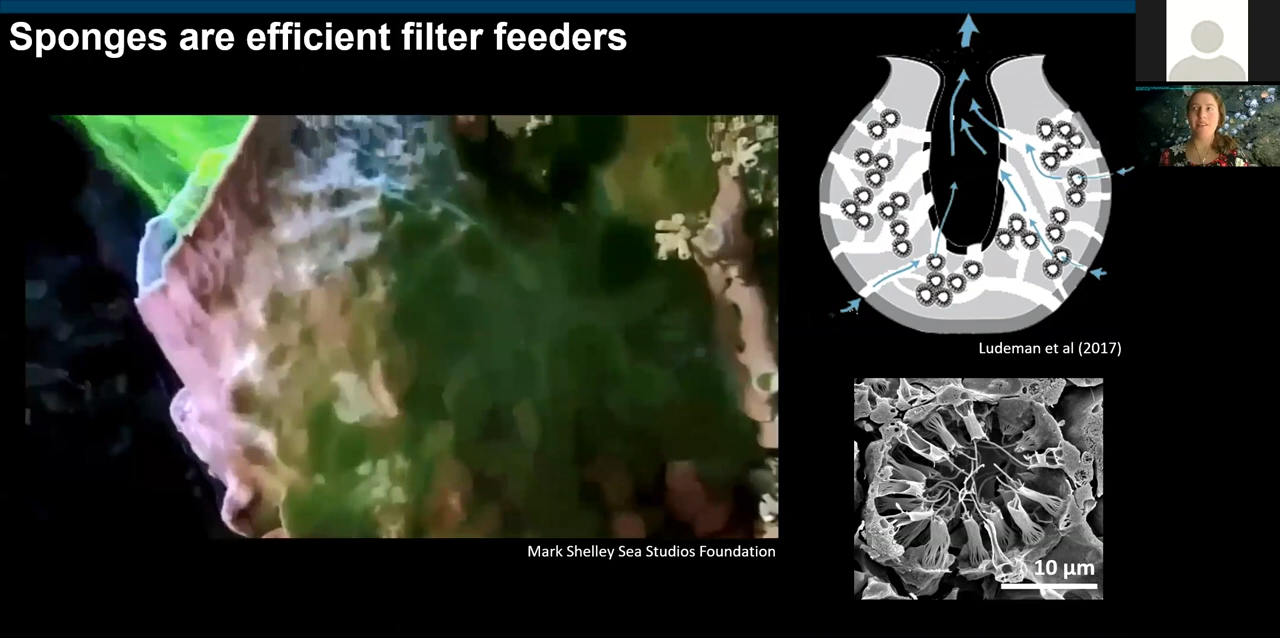 Sponges are efficient filter feeders
Ludeman et al (2017)
Mark Shelley Sea Studios Foundation
10 µm